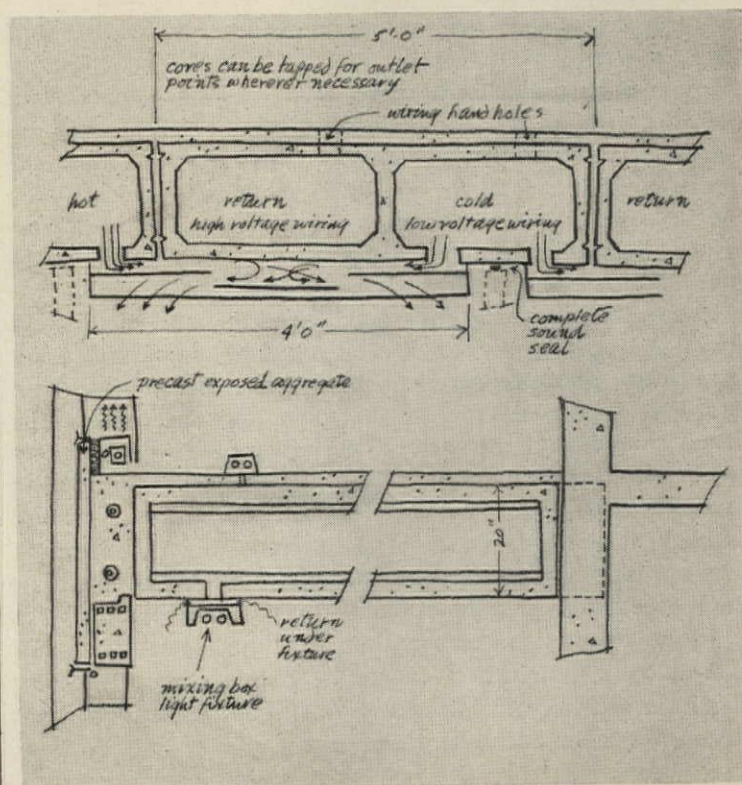 5'-0"
cores can be tapped for outlet
points wherever necessary
wiring handholes
hot
return
high voltage wiring
cold
low voltage wiring
return
4'0"
complete
sound
seal
precast exposed aggregate
20"
return
under
fixture
mixing box
light fixture